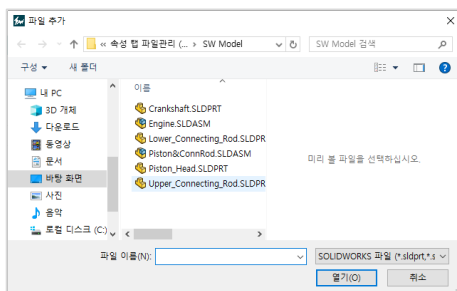 파일 추가
« 속성 탭 파일관리 (... > SW Model
SW Model 검색
구성
새 폴더
내 PC
3D 개체
다운로드
동영상
문서
바탕 화면
사진
음악
로컬 디스크 (C:)
이름
Crankshaft.SLDPRT
Engine.SLDASM
Lower_Connecting_Rod.SLDPR
Piston&ConnRod.SLDASM
Piston_Head.SLDPRT
Upper_Connecting_Rod.SLDPR
미리 볼 파일을 선택하십시오.
파일 이름(N):
SOLIDWORKS 파일 (*.sldprt,*.s
열기(O)
취소